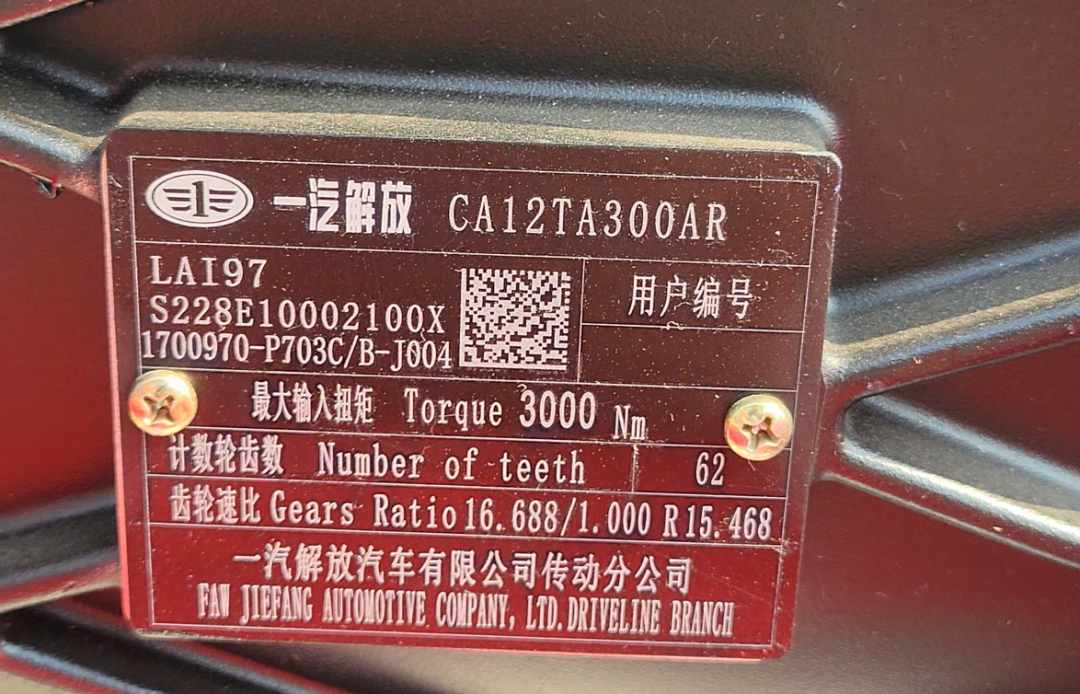 一汽解放 CA12TA300AR
LAI97
S228E10002100X
1700970-P703C/B-J004
用户编号
最大输入扭矩 Torque 3000 Nm
计数轮齿数 Number of teeth 62
齿轮速比 Gears Ratio 16.688/1.000 R15.468
一汽解放汽车有限公司传动分公司
FAW JIEFANG AUTOMOTIVE COMPANY, LTD. DRIVELINE BRANCH